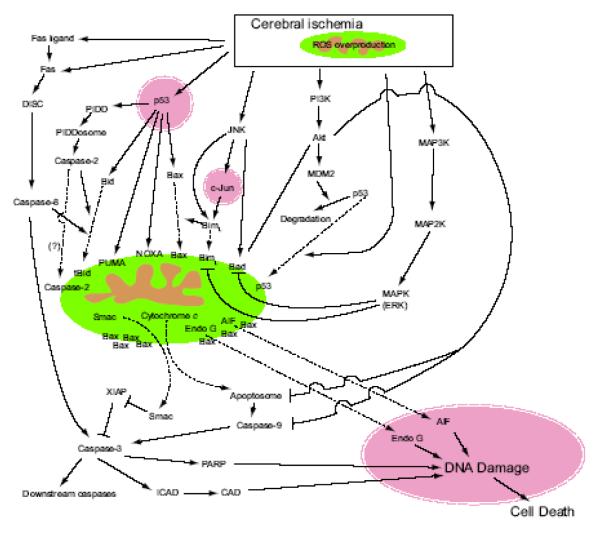 Cerebral ischemia
ROS overproduction
Fas ligand
Fas
DISC
p53
PIDD
PIDDosome
Caspase-2
Bid
Bax
JNK
c-Jun
PI3K
Akt
MDM2
p53
Degradation
MAP3K
MAP2K
MAPK
(ERK)
Caspase-8
(?)
tBid
Caspase-2
PUMA
NOXA
Bax
Bim
Bim
Bad
p53
Smac
Cytochrome c
Endo G
AIF
Bax
Bax
Bax
Bax
Bax
Bax
Bax
XIAP
Smac
Apoptosome
Caspase-9
Caspase-3
PARP
Downstream caspases
ICAD
CAD
Endo G
AIF
DNA Damage
Cell Death